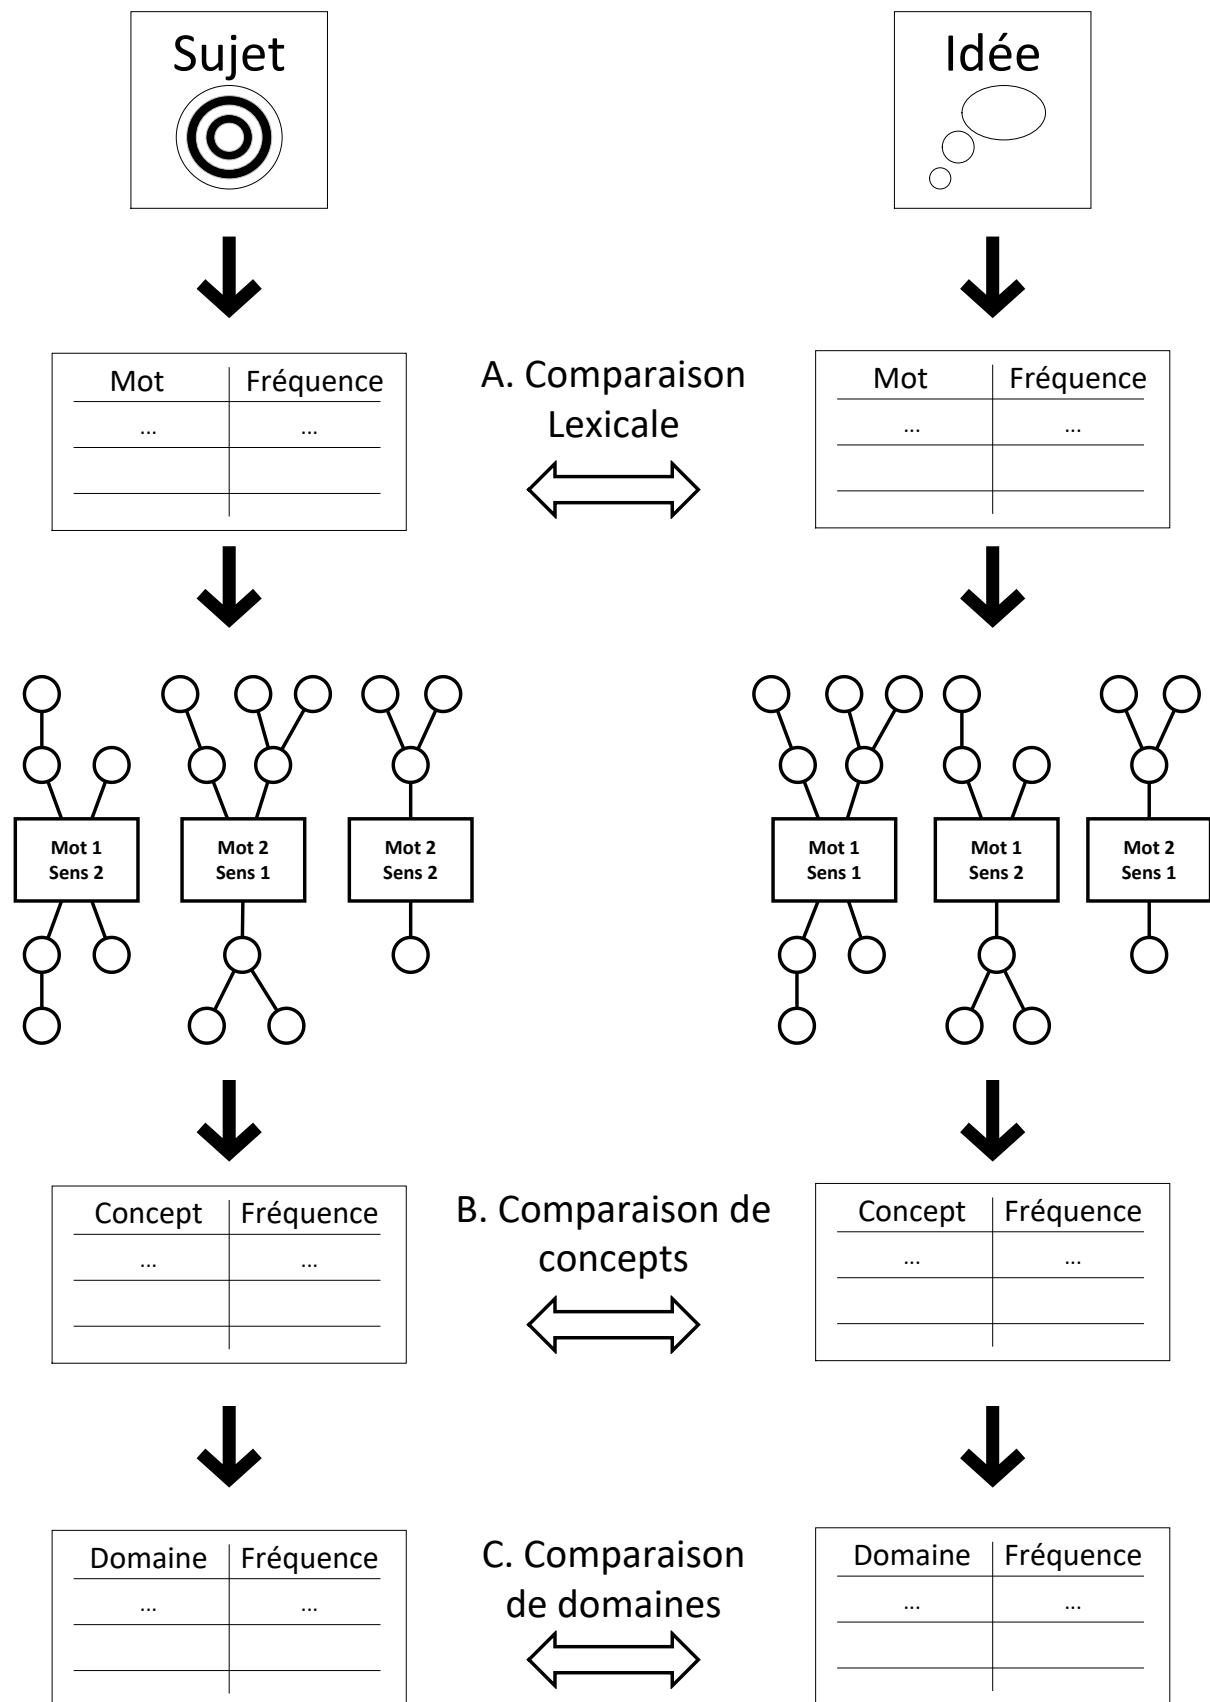 Sujet
Idée
Mot Fréquence
... ...
A. Comparaison
Lexicale
Mot Fréquence
... ...
Mot 1
Sens 2
Mot 2
Sens 1
Mot 2
Sens 2
Mot 1
Sens 1
Mot 1
Sens 2
Mot 2
Sens 1
Concept Fréquence
... ...
B. Comparaison de
concepts
Concept Fréquence
... ...
Domaine Fréquence
... ...
C. Comparaison
de domaines
Domaine Fréquence
... ...